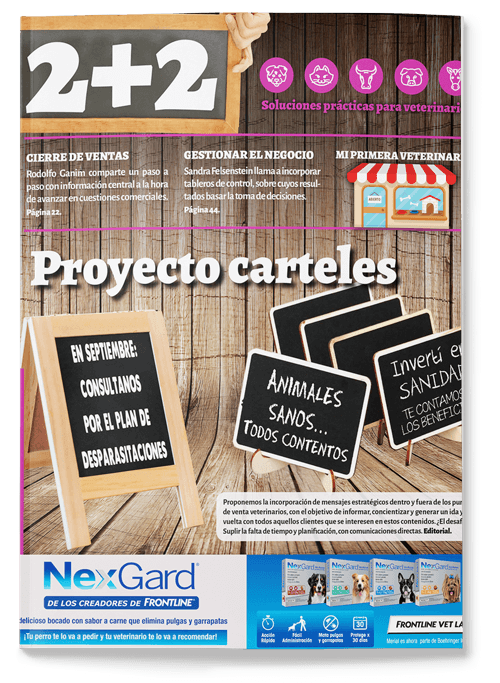 2+2
Soluciones prácticas para veterinari
CIERRE DE VENTAS
Rodolfo Ganim comparte un paso a
paso con información central a la hora
de avanzar en cuestiones comerciales.
Página 22.
GESTIONAR EL NEGOCIO
Sandra Felsenstein llama a incorporar
tableros de control, sobre cuyos resul-
tados basar la toma de decisiones.
Página 44.
MI PRIMERA VETERINAR
ABIERTO
Proyecto carteles
EN SEPTIEMBRE:
CONSULTANOS
POR EL PLAN DE
DESPARASITACIONES
ANIMALES
SANOS...
TODOS CONTENTOS
Invertí en
SANIDAD
TE CONTAMOS
LOS BENEFIC
Proponemos la incorporación de mensajes estratégicos dentro y fuera de los pun
de venta veterinarios, con el objetivo de informar, concientizar y generar un ida y
vuelta con todos aquellos clientes que se interesen en estos contenidos. ¿El desaf
Suplir la falta de tiempo y planificación, con comunicaciones directas. Editorial.
NexGard®
DE LOS CREADORES DE FRONTLINE
delicioso bocado con sabor a carne que elimina pulgas y garrapatas
¡Tu perro te lo va a pedir y tu veterinario te lo va a recomendar!
Acción
Rápida
Fácil
Administración
Mata pulgas
y garrapatas
30
Protege x
30 días
FRONTLINE VET LA
Merial es ahora parte de Boehringer I